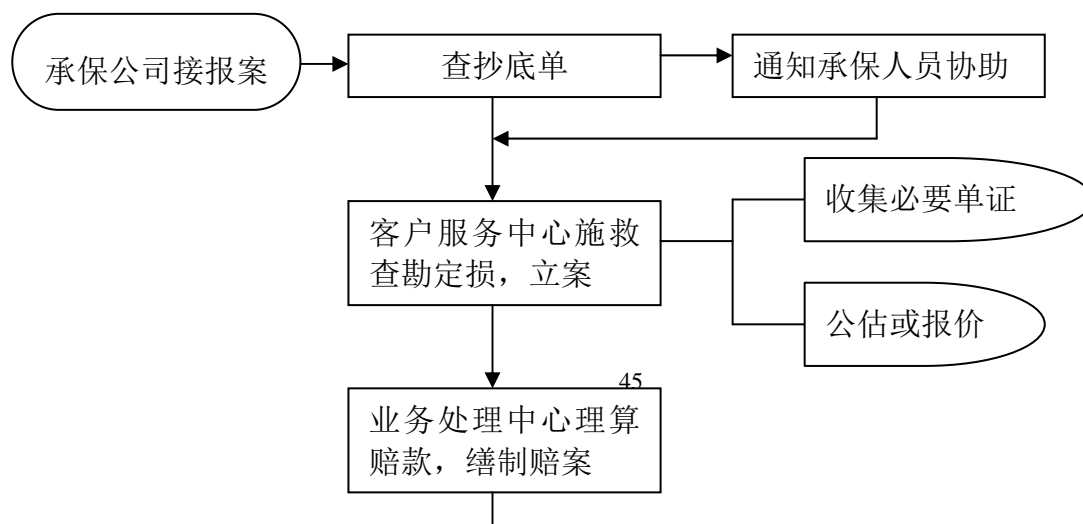 承保公司接报案
查抄底单
通知承保人员协助
收集必要单证
客户服务中心施救
查勘定损，立案
公估或报价
45
业务处理中心理算
赔款，缮制赔案